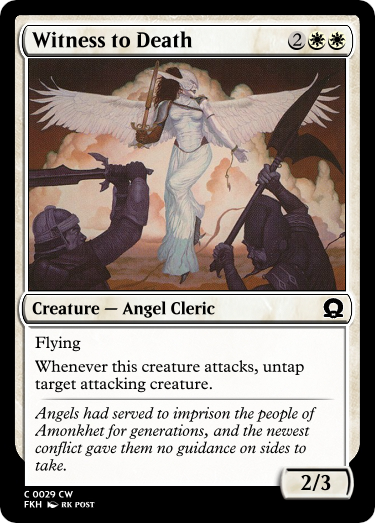 Witness to Death 2
Creature — Angel Cleric
Flying
Whenever this creature attacks, untap
target attacking creature.
Angels had served to imprison the people of
Amonkhet for generations, and the newest
conflict gave them no guidance on sides to
take.
2/3
C 0029 CW
FKH RK POST